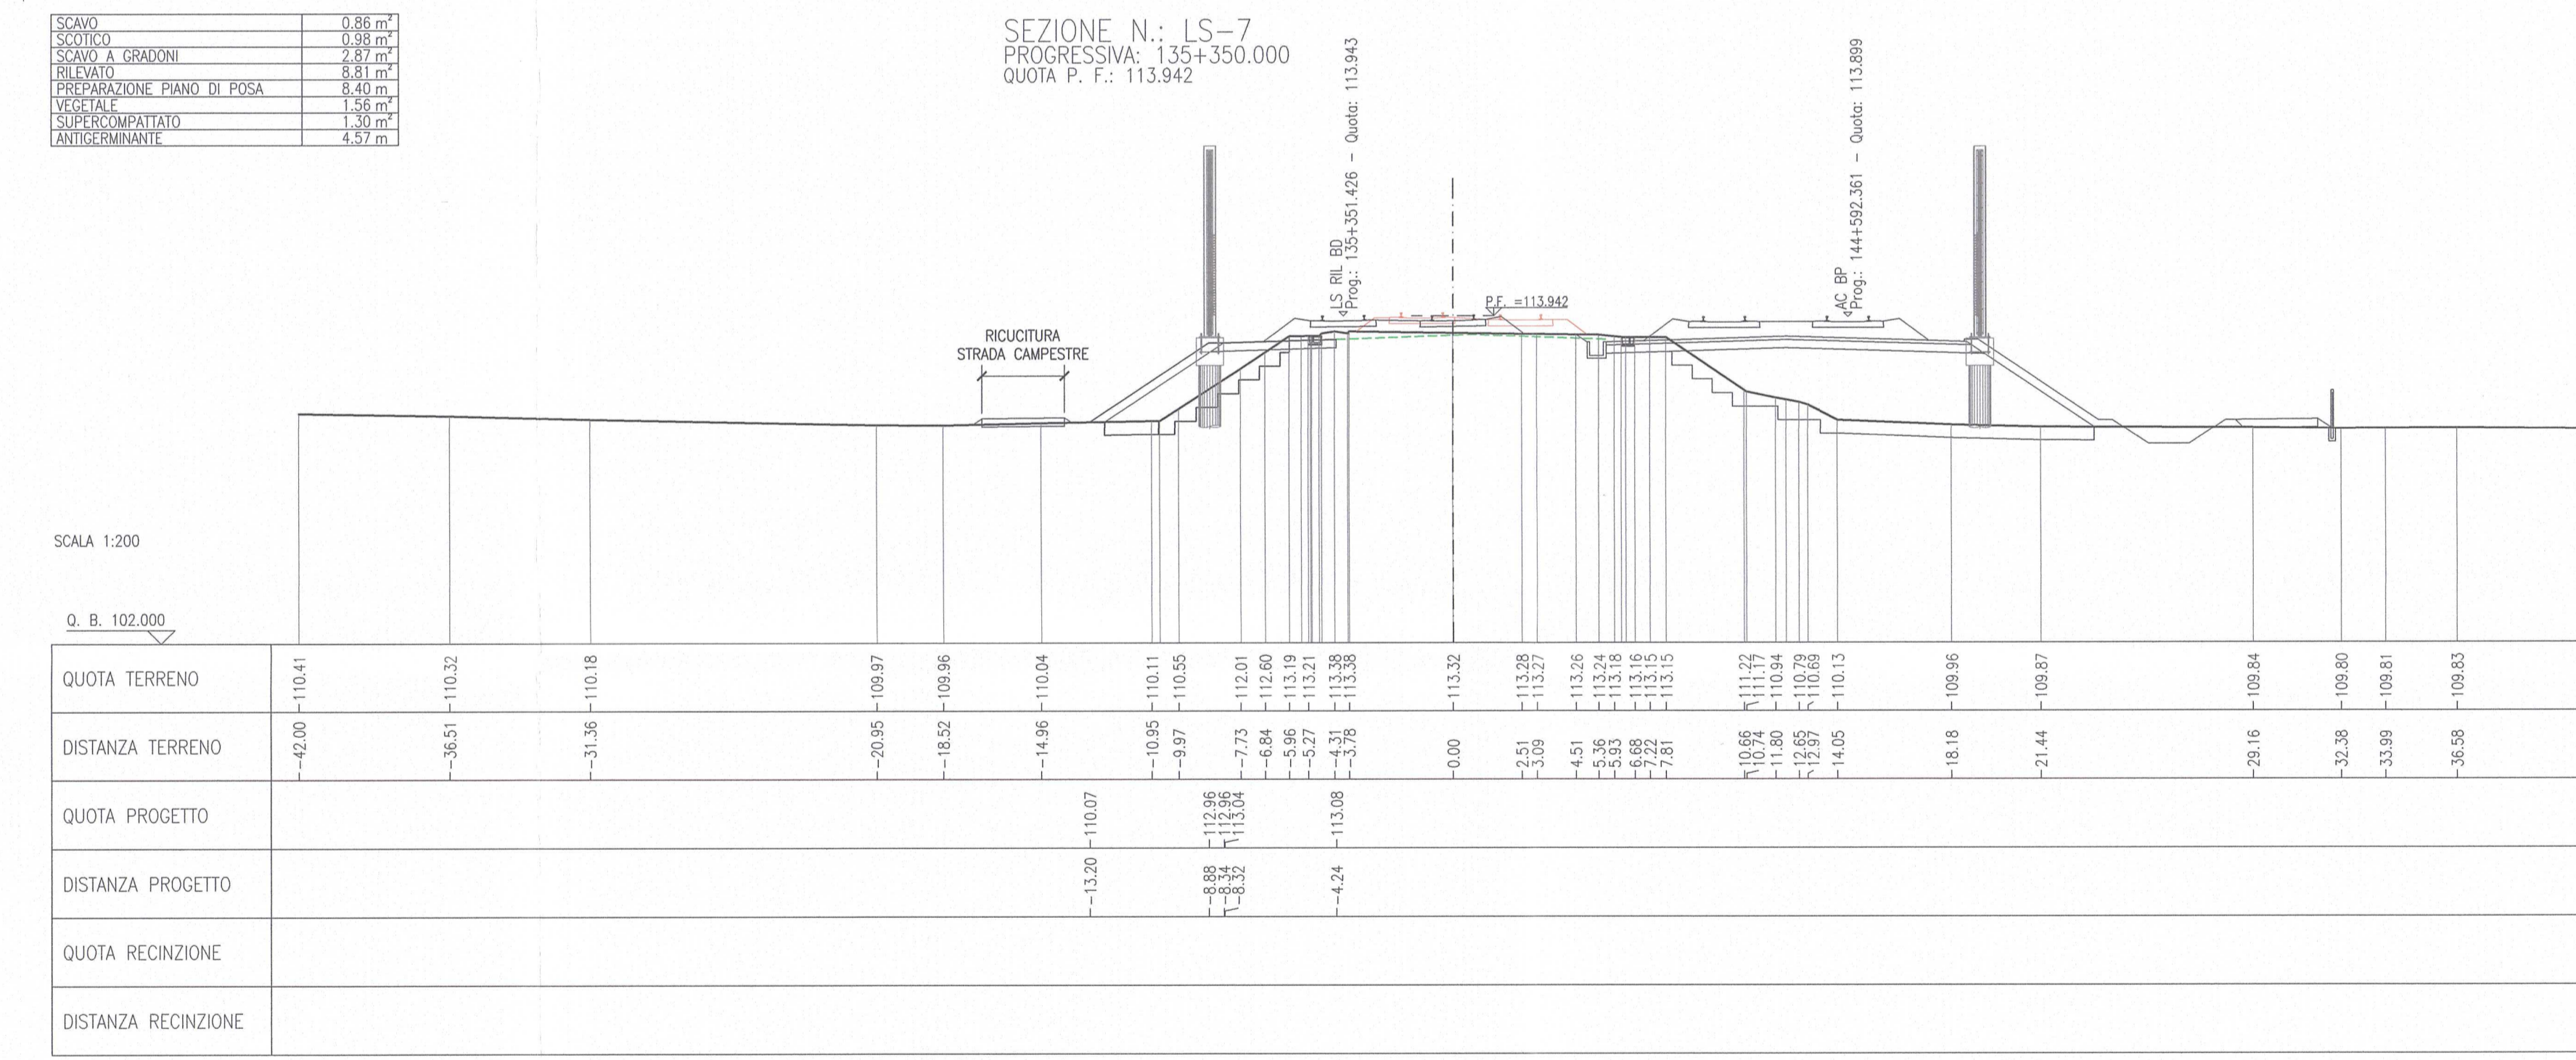 SCAVO 0.86 m²
SCOTICO 0.98 m²
SCAVO A GRADONI 2.87 m²
RILEVATO 8.81 m²
PREPARAZIONE PIANO DI POSA 8.40 m
VEGETALE 1.56 m²
SUPERCOMPATTATO 1.30 m²
ANTIGERMINANTE 4.57 m
SEZIONE N.: LS-7
PROGRESSIVA: 135+350.000
QUOTA P. F.: 113.942
LS RIL BD
Prog.: 135+351.426 - Quota: 113.943
AC BP
Prog.: 144+592.361 - Quota: 113.899
P.F. =113.942
RICUCITURA
STRADA CAMPESTRE
SCALA 1:200
Q. B. 102.000
QUOTA TERRENO 110.41 110.32 110.18 109.97 109.96 110.04 110.11 110.55 112.01 112.60 113.19 113.21 113.38 113.38 113.32 113.28 113.27 113.26 113.24 113.18 113.16 113.15 113.15 111.22 111.17 110.94 110.79 110.69 110.13 109.96 109.87 109.84 109.80 109.81 109.83
DISTANZA TERRENO -42.00 -36.51 -31.36 -20.95 -18.52 -14.96 -10.95 -9.97 -7.73 -6.84 -5.96 -5.27 -4.31 -3.78 0.00 2.51 3.09 4.51 5.36 5.93 6.68 7.22 7.81 10.66 10.74 11.80 12.65 12.97 14.05 18.18 21.44 29.16 32.38 33.99 36.58
QUOTA PROGETTO 110.07 112.96 112.96 113.04 113.08
DISTANZA PROGETTO -13.20 -8.88 -8.34 -8.32 -4.24
QUOTA RECINZIONE
DISTANZA RECINZIONE